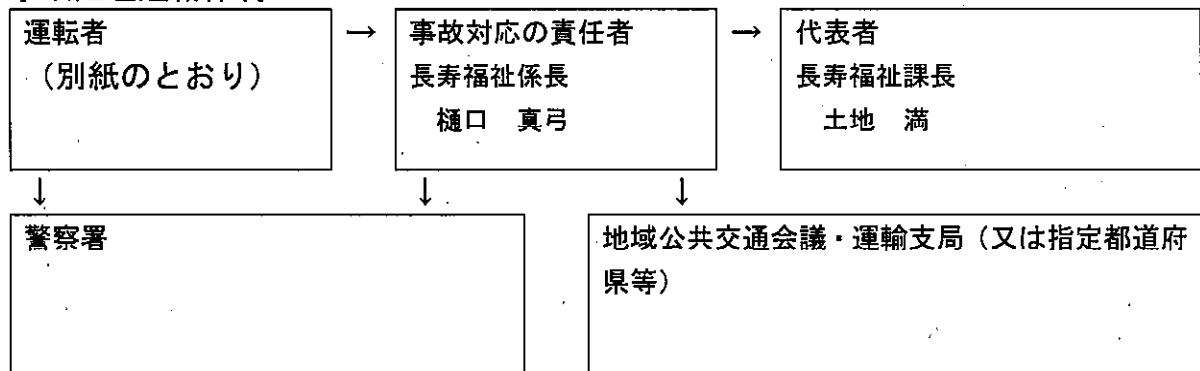 運転者
（別紙のとおり）
→
事故対応の責任者
長寿福祉係長
樋口　真弓
→
代表者
長寿福祉課長
土地　満
↓
↓
↓
警察署
地域公共交通会議・運輸支局（又は指定都道府
県等）